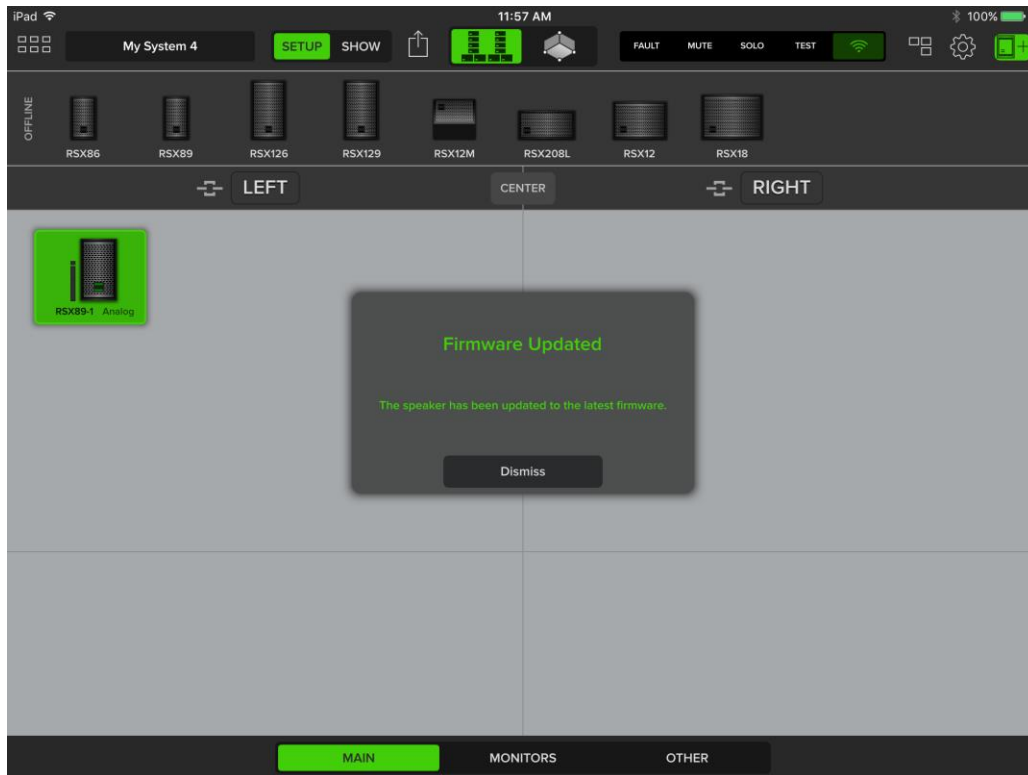 iPad 11:57 AM 100%
My System 4 SETUP SHOW FAULT MUTE SOLO TEST
OFFLINE
RSX86 RSX89 RSX126 RSX129 RSX12M RSX208L RSX12 RSX18
LEFT CENTER RIGHT
RSX89-1 Analog
Firmware Updated
The speaker has been updated to the latest firmware.
Dismiss
MAIN MONITORS OTHER